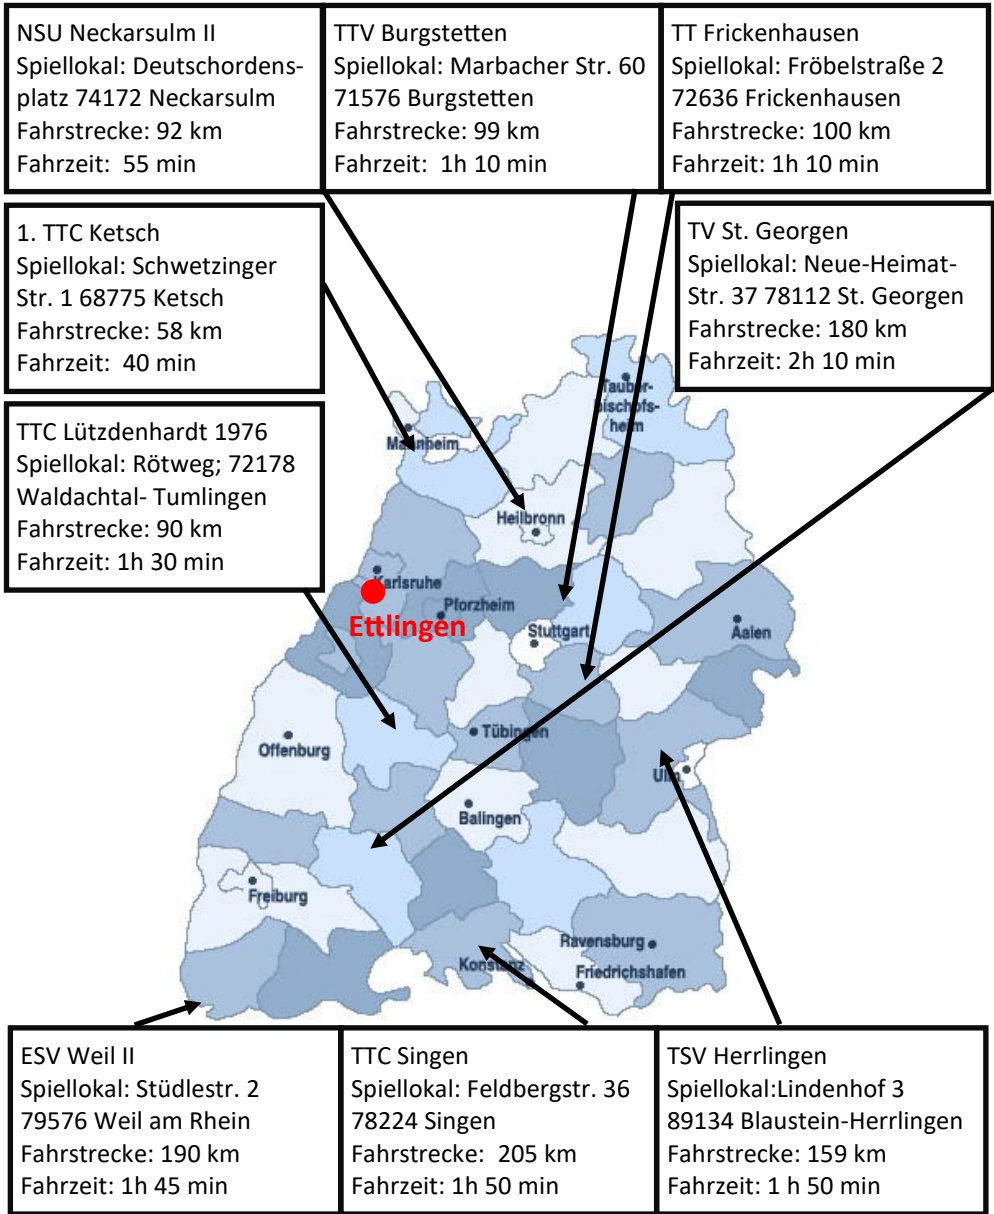 NSU Neckarsulm II
Spiellokal: Deutschordens-
platz 74172 Neckarsulm
Fahrstrecke: 92 km
Fahrzeit:  55 min
TTV Burgstetten
Spiellokal: Marbacher Str. 60
71576 Burgstetten
Fahrstrecke: 99 km
Fahrzeit:  1h 10 min
TT Frickenhausen
Spiellokal: Fröbelstraße 2
72636 Frickenhausen
Fahrstrecke: 100 km
Fahrzeit: 1h 10 min
1. TTC Ketsch
Spiellokal: Schwetzinger
Str. 1 68775 Ketsch
Fahrstrecke: 58 km
Fahrzeit:  40 min
TV St. Georgen
Spiellokal: Neue-Heimat-
Str. 37 78112 St. Georgen
Fahrstrecke: 180 km
Fahrzeit: 2h 10 min
TTC Lützdenhardt 1976
Spiellokal: Rötweg; 72178
Waldachtal- Tumlingen
Fahrstrecke: 90 km
Fahrzeit: 1h 30 min
Tauber-
bischofs-
heim
Mannheim
Heilbronn
Karlsruhe
Pforzheim
Ettlingen
Stuttgart
Aalen
Tübingen
Offenburg
Ulm
Balingen
Freiburg
Ravensburg
Konstanz
Friedrichshafen
ESV Weil II
Spiellokal: Stüdlestr. 2
79576 Weil am Rhein
Fahrstrecke: 190 km
Fahrzeit: 1h 45 min
TTC Singen
Spiellokal: Feldbergstr. 36
78224 Singen
Fahrstrecke:  205 km
Fahrzeit: 1h 50 min
TSV Herrlingen
Spiellokal:Lindenhof 3
89134 Blaustein-Herrlingen
Fahrstrecke: 159 km
Fahrzeit: 1 h 50 min